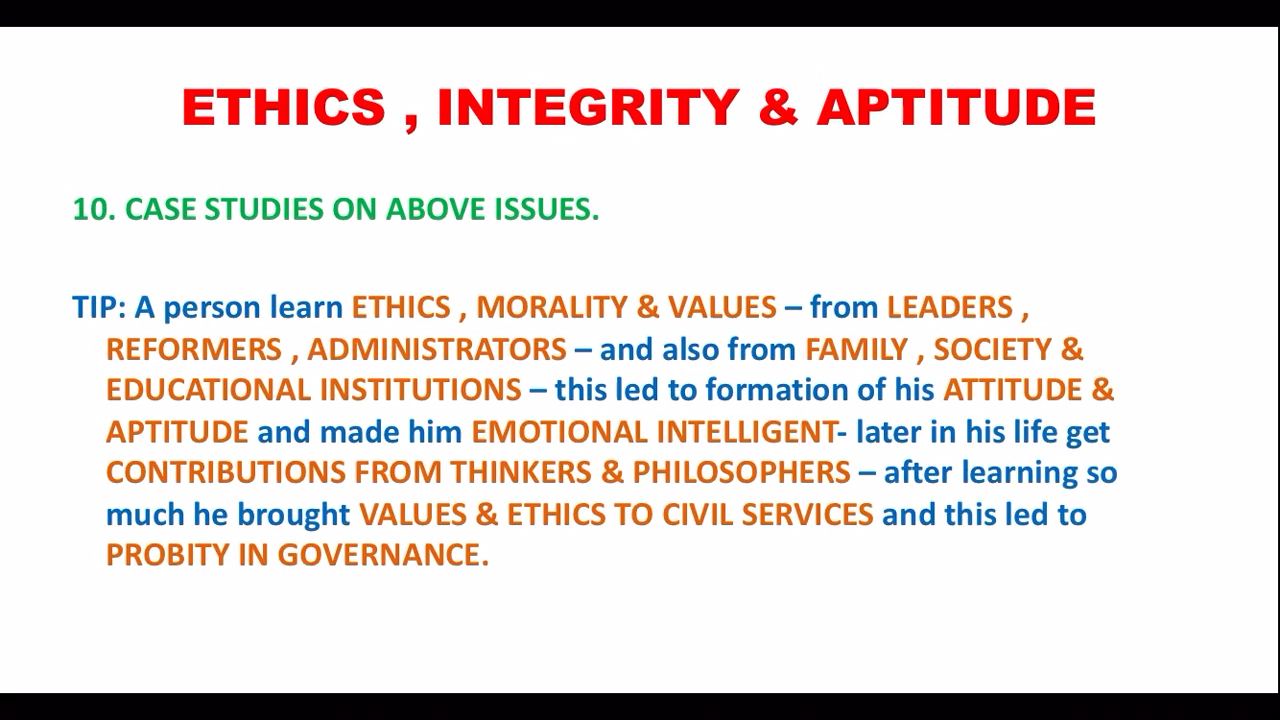 ETHICS , INTEGRITY & APTITUDE
10. CASE STUDIES ON ABOVE ISSUES.
TIP: A person learn ETHICS , MORALITY & VALUES – from LEADERS ,
REFORMERS , ADMINISTRATORS – and also from FAMILY , SOCIETY &
EDUCATIONAL INSTITUTIONS – this led to formation of his ATTITUDE &
APTITUDE and made him EMOTIONAL INTELLIGENT- later in his life get
CONTRIBUTIONS FROM THINKERS & PHILOSOPHERS – after learning so
much he brought VALUES & ETHICS TO CIVIL SERVICES and this led to
PROBITY IN GOVERNANCE.